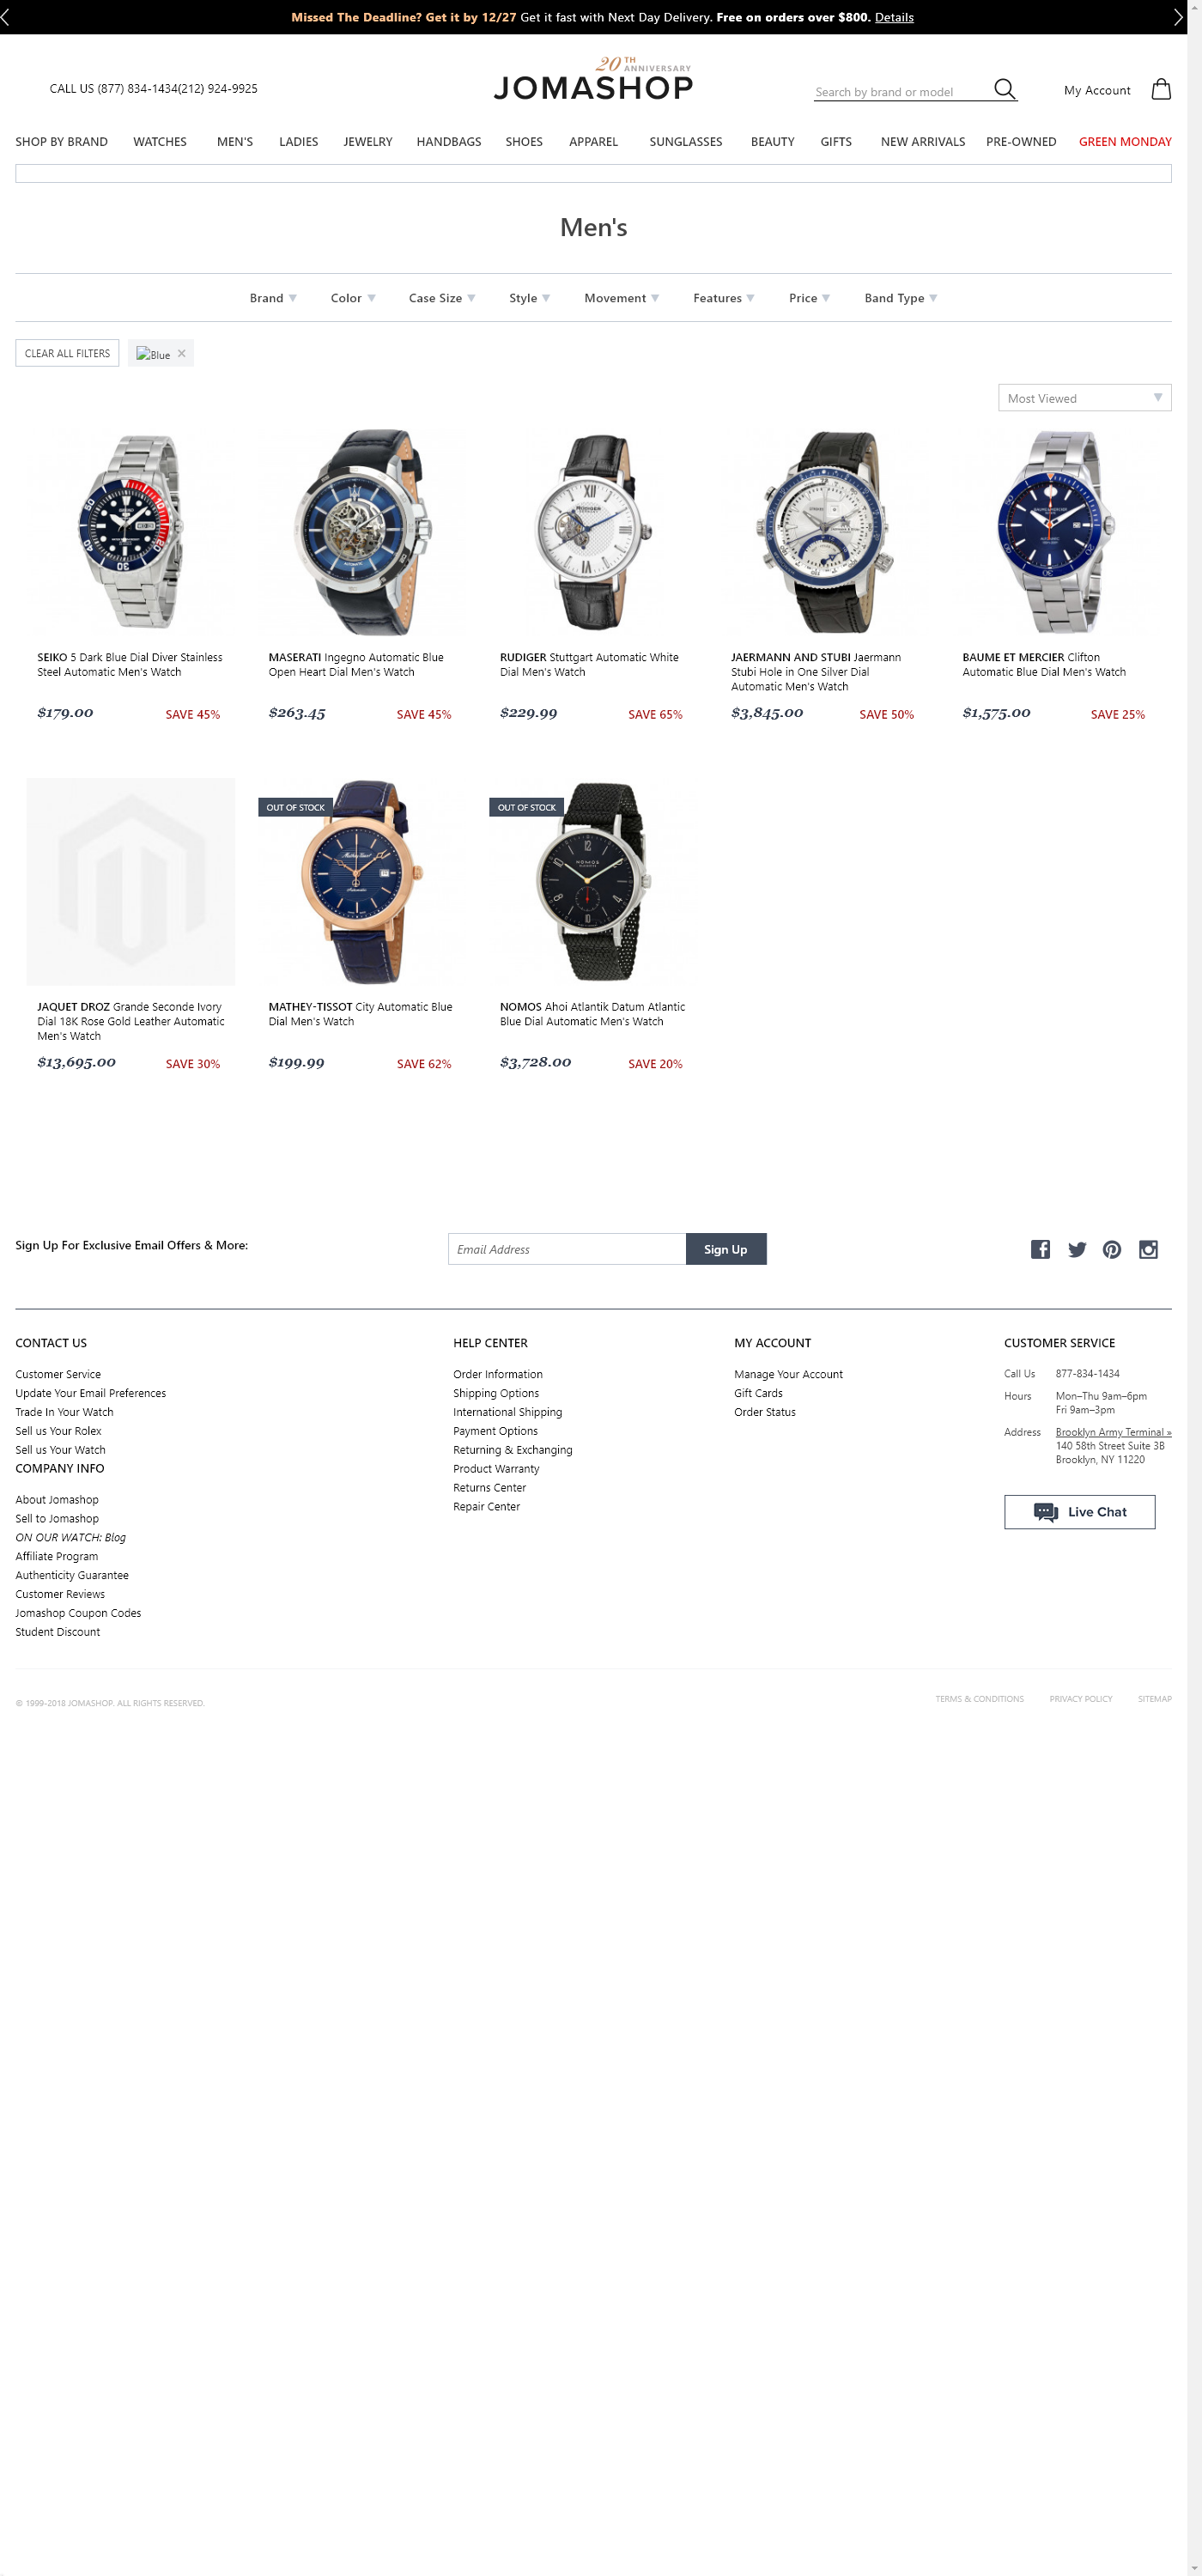 Missed The Deadline? Get it by 12/27 Get it fast with Next Day Delivery. Free on orders over $800. Details
CALL US (877) 834-1434(212) 924-9925
20TH ANNIVERSARY
JOMASHOP
Search by brand or model
My Account
SHOP BY BRAND WATCHES MEN'S LADIES JEWELRY HANDBAGS SHOES APPAREL SUNGLASSES BEAUTY GIFTS NEW ARRIVALS PRE-OWNED GREEN MONDAY
Men's
Brand Color Case Size Style Movement Features Price Band Type
CLEAR ALL FILTERS
Blue
Most Viewed
SEIKO 5 Dark Blue Dial Diver Stainless
Steel Automatic Men's Watch
$179.00 SAVE 45%
MASERATI Ingegno Automatic Blue
Open Heart Dial Men's Watch
$263.45 SAVE 45%
RUDIGER Stuttgart Automatic White
Dial Men's Watch
$229.99 SAVE 65%
JAERMANN AND STUBI Jaermann
Stubi Hole in One Silver Dial
Automatic Men's Watch
$3,845.00 SAVE 50%
BAUME ET MERCIER Clifton
Automatic Blue Dial Men's Watch
$1,575.00 SAVE 25%
JAQUET DROZ Grande Seconde Ivory
Dial 18K Rose Gold Leather Automatic
Men's Watch
$13,695.00 SAVE 30%
OUT OF STOCK
MATHEY-TISSOT City Automatic Blue
Dial Men's Watch
$199.99 SAVE 62%
OUT OF STOCK
NOMOS
NOMOS Ahoi Atlantik Datum Atlantic
Blue Dial Automatic Men's Watch
$3,728.00 SAVE 20%
Sign Up For Exclusive Email Offers & More:
Email Address
Sign Up
CONTACT US
Customer Service
Update Your Email Preferences
Trade In Your Watch
Sell us Your Rolex
Sell us Your Watch
COMPANY INFO
About Jomashop
Sell to Jomashop
ON OUR WATCH: Blog
Affiliate Program
Authenticity Guarantee
Customer Reviews
Jomashop Coupon Codes
Student Discount
HELP CENTER
Order Information
Shipping Options
International Shipping
Payment Options
Returning & Exchanging
Product Warranty
Returns Center
Repair Center
MY ACCOUNT
Manage Your Account
Gift Cards
Order Status
CUSTOMER SERVICE
Call Us 877-834-1434
Hours Mon–Thu 9am–6pm
Fri 9am–3pm
Address Brooklyn Army Terminal »
140 58th Street Suite 3B
Brooklyn, NY 11220
Live Chat
© 1999-2018 JOMASHOP. ALL RIGHTS RESERVED.
TERMS & CONDITIONS PRIVACY POLICY SITEMAP